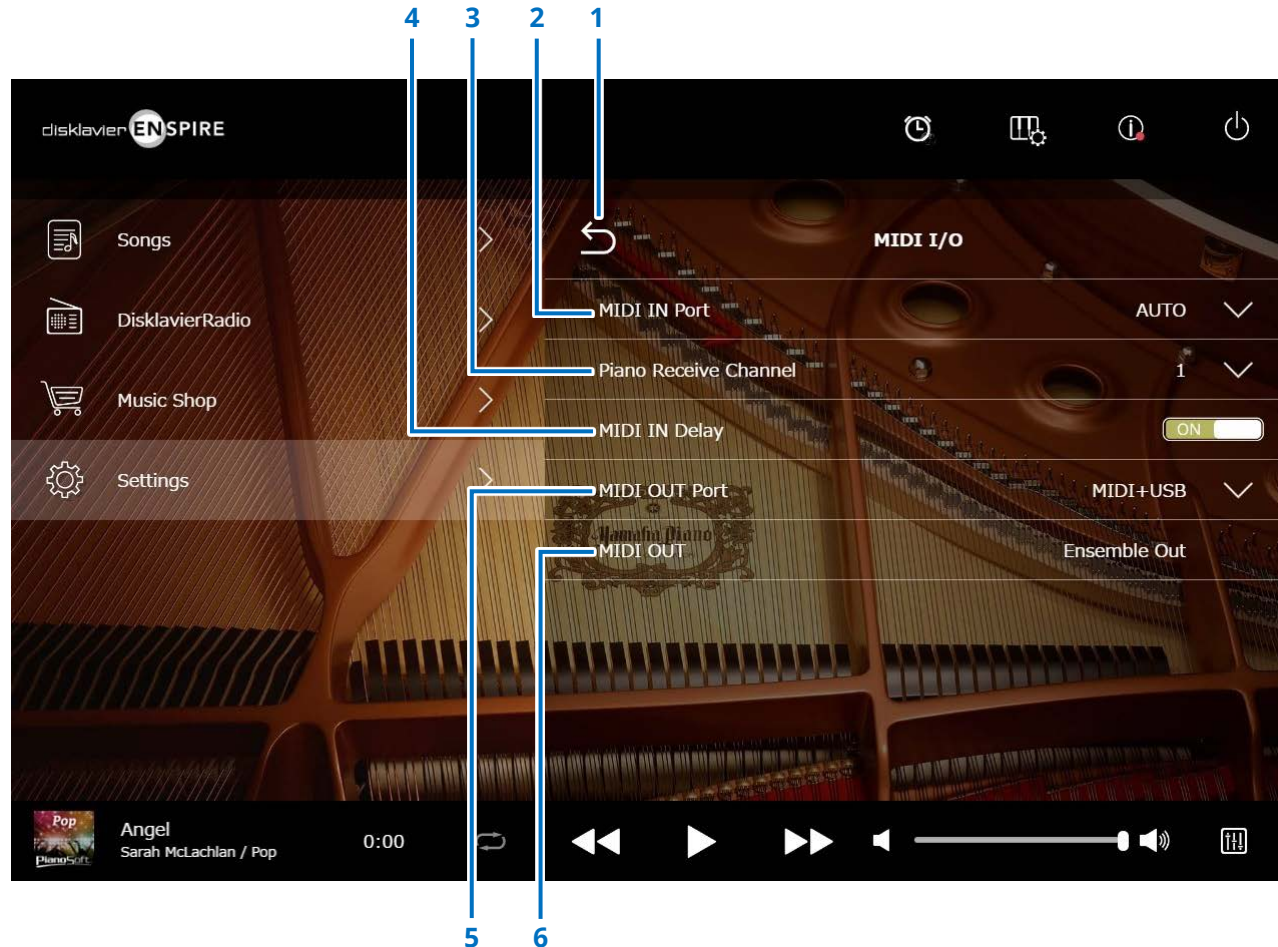 4 3 2 1
disklavier ENSPIRE
Songs
DisklavierRadio
Music Shop
Settings
MIDI I/O
MIDI IN Port AUTO
Piano Receive Channel 1
MIDI IN Delay ON
MIDI OUT Port MIDI+USB
MIDI OUT Ensemble Out
Yamaha Piano
Pop
PianoSoft
Angel
Sarah McLachlan / Pop
0:00
5 6